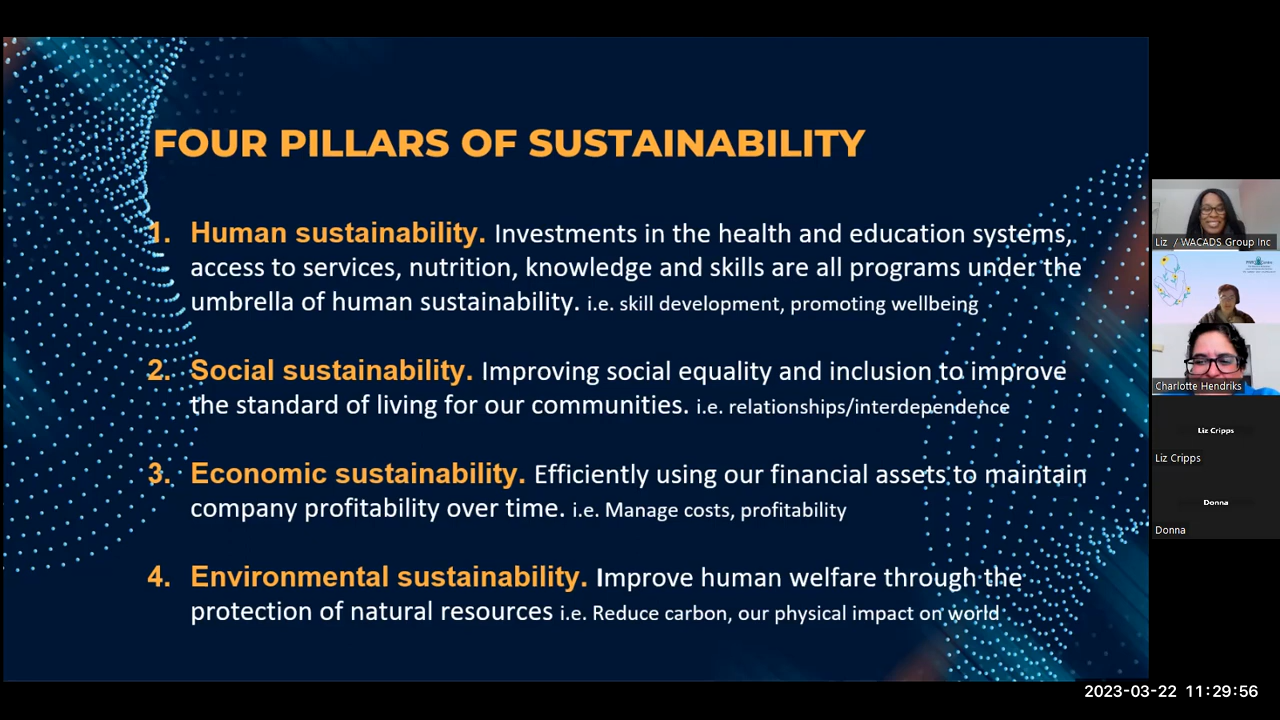 FOUR PILLARS OF SUSTAINABILITY
1. Human sustainability. Investments in the health and education systems,
access to services, nutrition, knowledge and skills are all programs under the
umbrella of human sustainability. i.e. skill development, promoting wellbeing
2. Social sustainability. Improving social equality and inclusion to improve
the standard of living for our communities. i.e. relationships/interdependence
3. Economic sustainability. Efficiently using our financial assets to maintain
company profitability over time. i.e. Manage costs, profitability
4. Environmental sustainability. Improve human welfare through the
protection of natural resources i.e. Reduce carbon, our physical impact on world
Liz / WACADS Group Inc
Charlotte Hendriks
Liz Cripps
Liz Cripps
Donna
Donna
2023-03-22 11:29:56